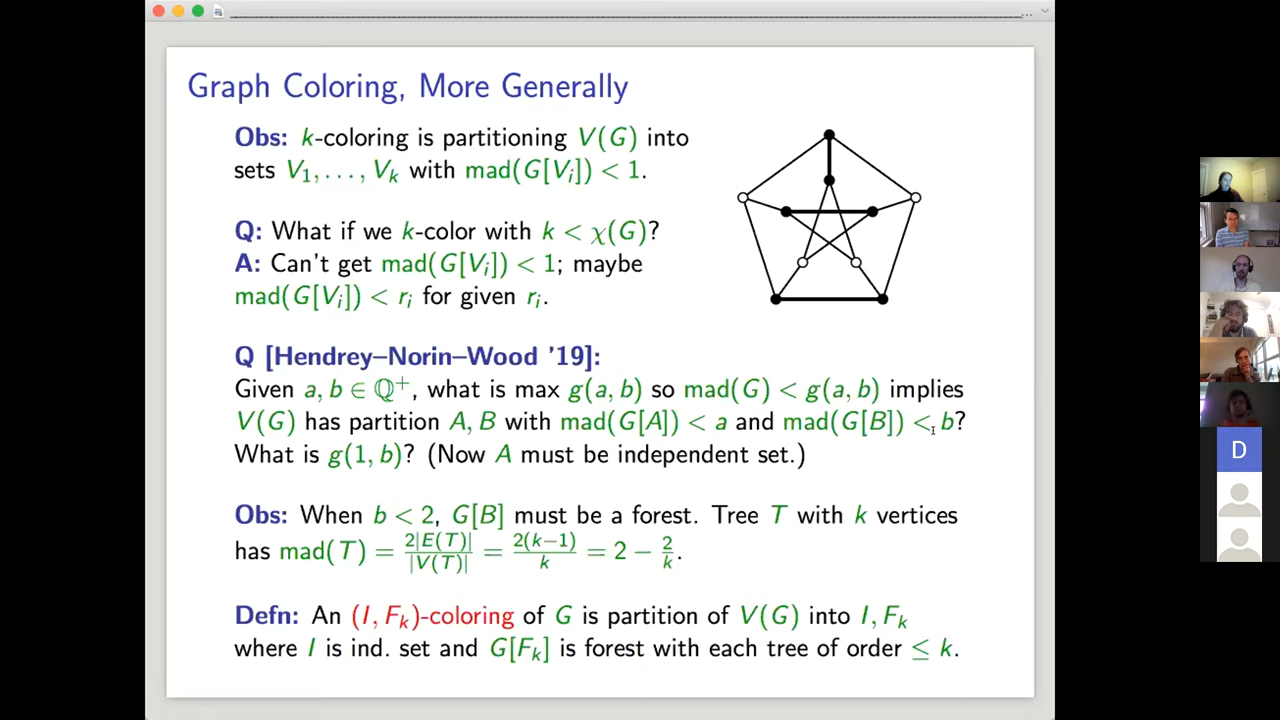 Graph Coloring, More Generally
Obs: k-coloring is partitioning V(G) into
sets V₁, . . . , Vₖ with mad(G[Vᵢ]) < 1.
Q: What if we k-color with k < χ(G)?
A: Can't get mad(G[Vᵢ]) < 1; maybe
mad(G[Vᵢ]) < rᵢ for given rᵢ.
Q [Hendrey–Norin–Wood '19]:
Given a, b ∈ ℚ⁺, what is max g(a, b) so mad(G) < g(a, b) implies
V(G) has partition A, B with mad(G[A]) < a and mad(G[B]) < b?
What is g(1, b)? (Now A must be independent set.)
Obs: When b < 2, G[B] must be a forest. Tree T with k vertices
has mad(T) = 2|E(T)|/|V(T)| = 2(k−1)/k = 2 − 2/k.
Defn: An (I, Fₖ)-coloring of G is partition of V(G) into I, Fₖ
where I is ind. set and G[Fₖ] is forest with each tree of order ≤ k.
D